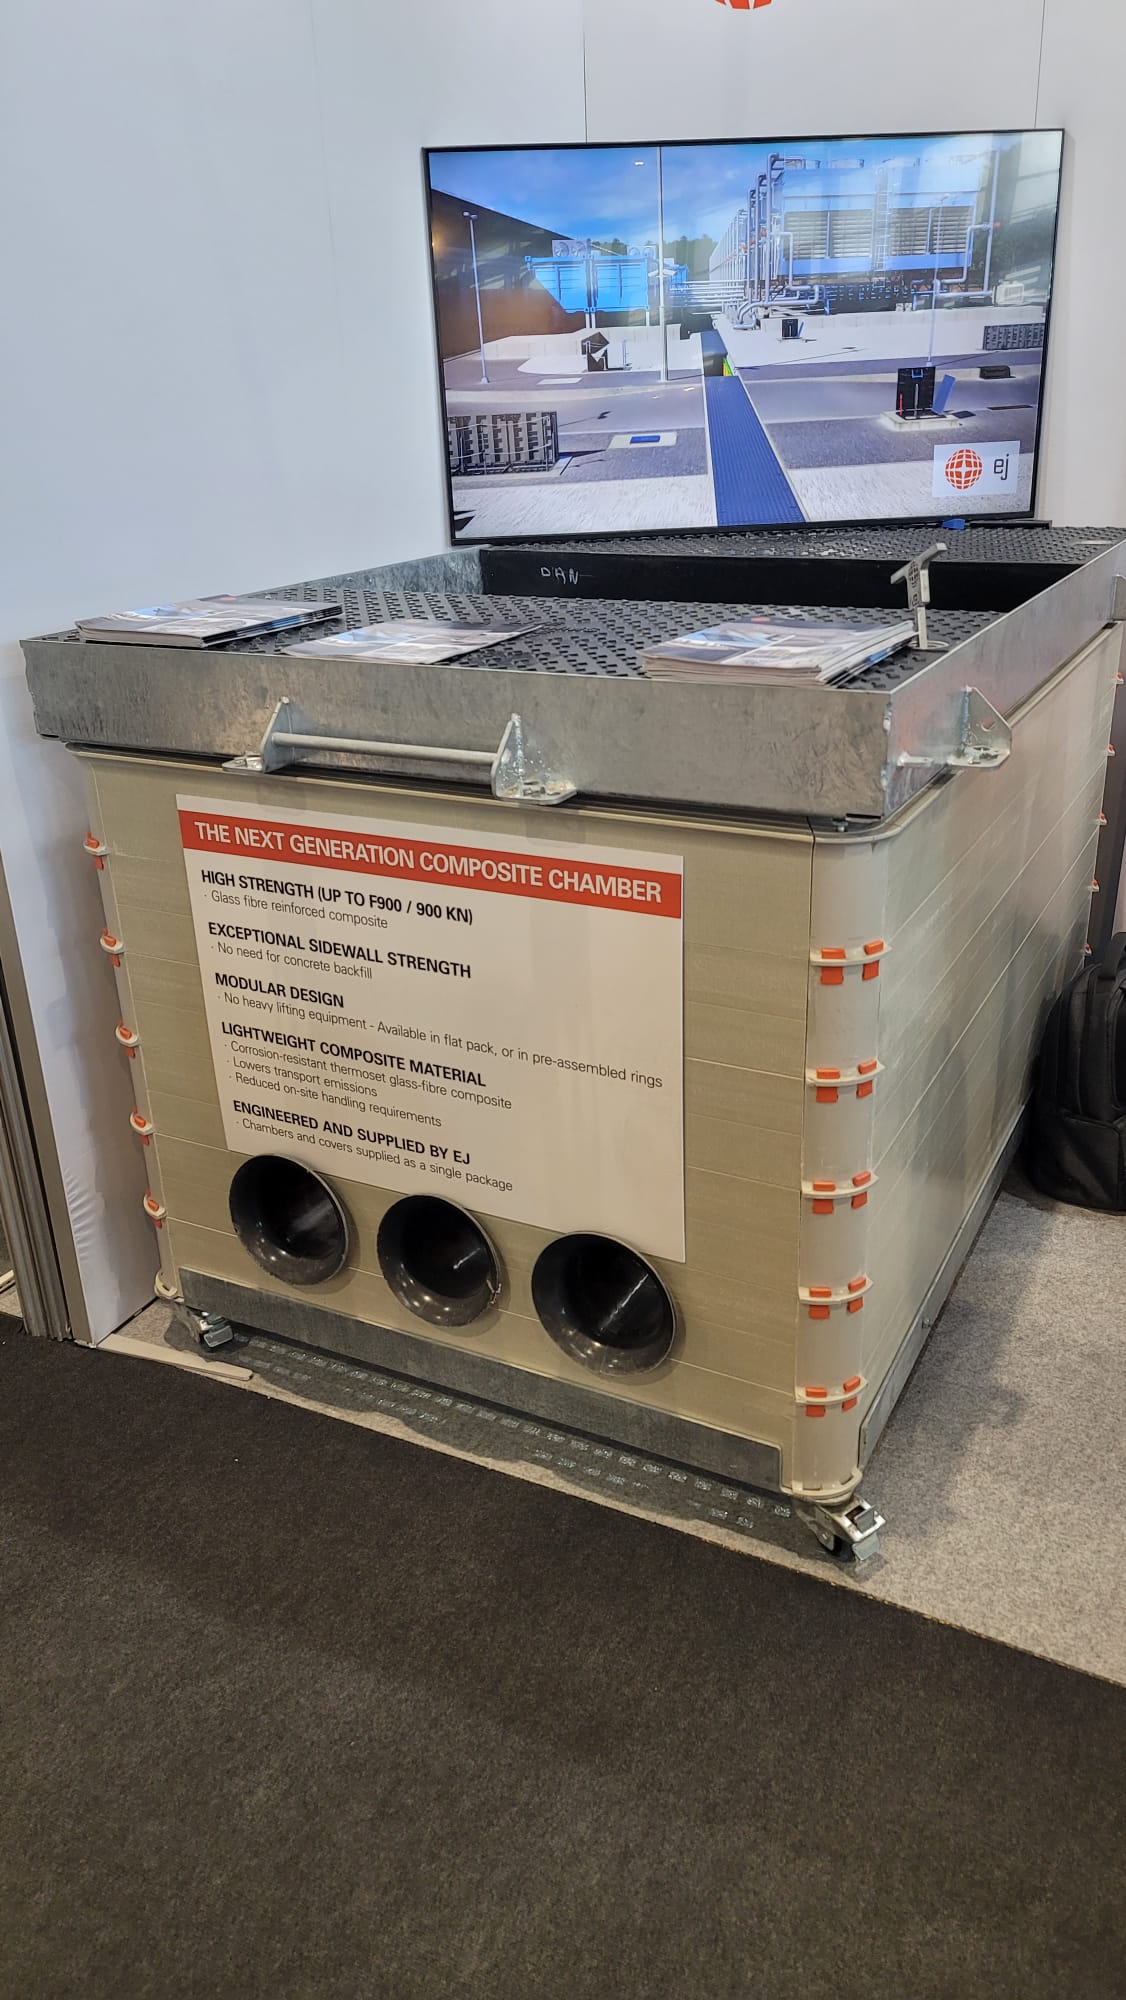 ej
DAN
THE NEXT GENERATION COMPOSITE CHAMBER
HIGH STRENGTH (UP TO F900 / 900 KN)
· Glass fibre reinforced composite
EXCEPTIONAL SIDEWALL STRENGTH
· No need for concrete backfill
MODULAR DESIGN
· No heavy lifting equipment - Available in flat pack, or in pre-assembled rings
LIGHTWEIGHT COMPOSITE MATERIAL
· Corrosion-resistant thermoset glass-fibre composite
· Lowers transport emissions
· Reduced on-site handling requirements
ENGINEERED AND SUPPLIED BY EJ
· Chambers and covers supplied as a single package